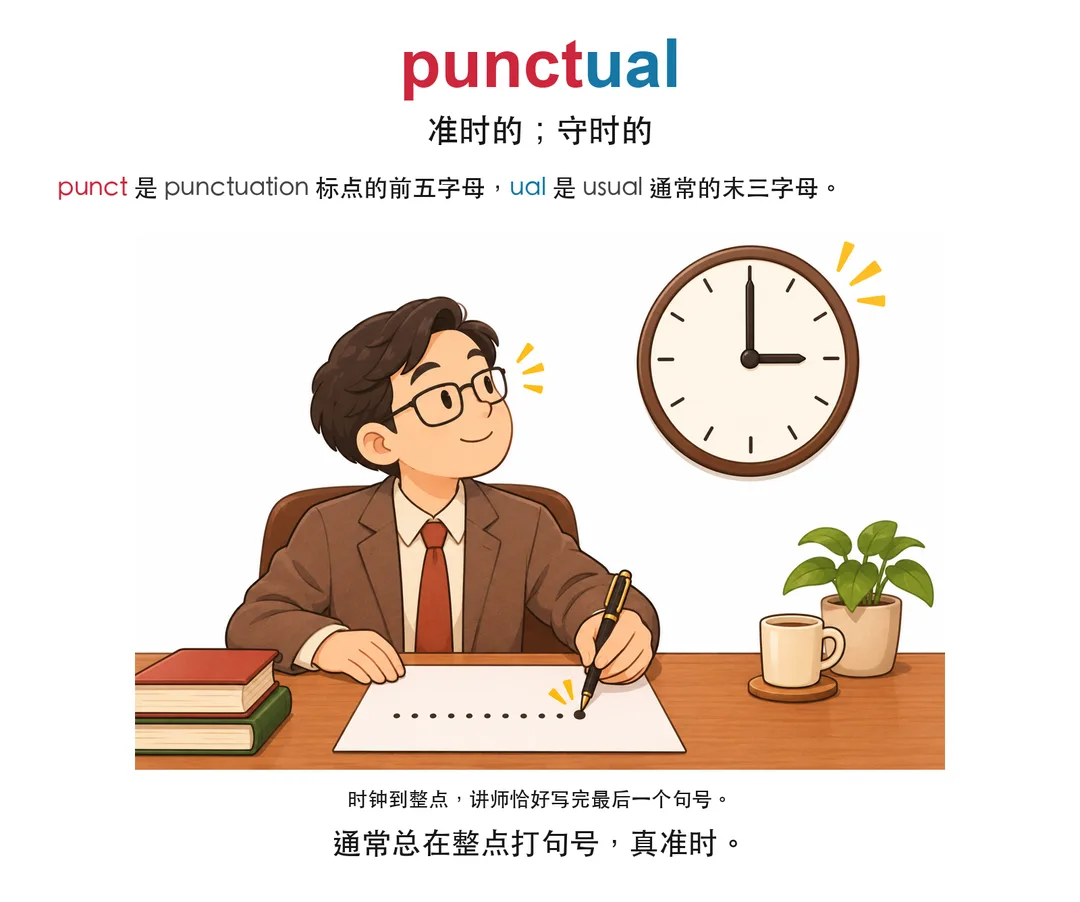 punctual
准时的；守时的
punct 是 punctuation 标点的前五字母，ual 是 usual 通常的末三字母。
时钟到整点，讲师恰好写完最后一个句号。
通常总在整点打句号，真准时。